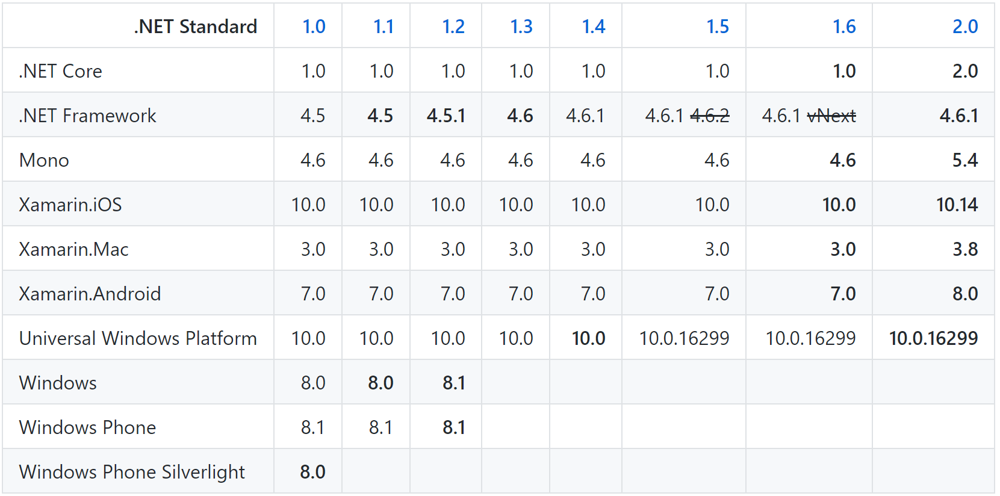 .NET Standard 1.0 1.1 1.2 1.3 1.4 1.5 1.6 2.0
.NET Core 1.0 1.0 1.0 1.0 1.0 1.0 1.0 2.0
.NET Framework 4.5 4.5 4.5.1 4.6 4.6.1 4.6.1 4.6.2 4.6.1 vNext 4.6.1
Mono 4.6 4.6 4.6 4.6 4.6 4.6 4.6 5.4
Xamarin.iOS 10.0 10.0 10.0 10.0 10.0 10.0 10.0 10.14
Xamarin.Mac 3.0 3.0 3.0 3.0 3.0 3.0 3.0 3.8
Xamarin.Android 7.0 7.0 7.0 7.0 7.0 7.0 7.0 8.0
Universal Windows Platform 10.0 10.0 10.0 10.0 10.0 10.0.16299 10.0.16299 10.0.16299
Windows 8.0 8.0 8.1
Windows Phone 8.1 8.1 8.1
Windows Phone Silverlight 8.0